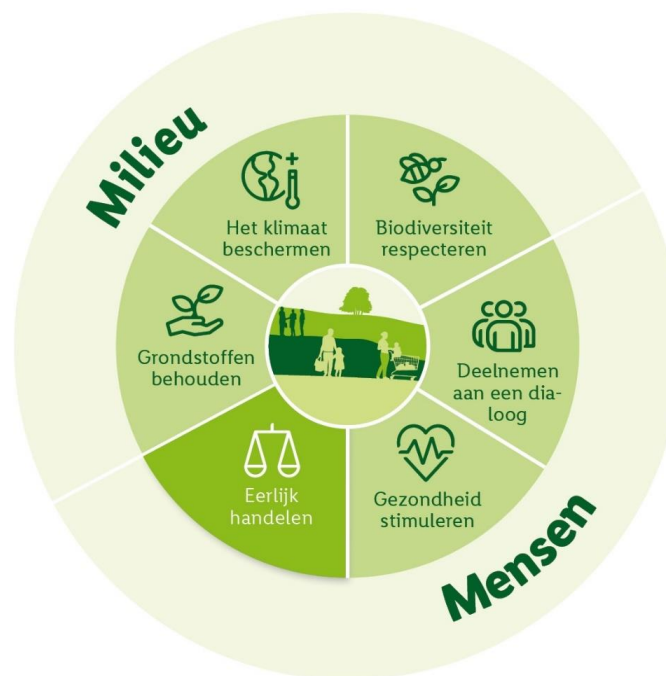 Milieu
Het klimaat
beschermen
Biodiversiteit
respecteren
Grondstoffen
behouden
Deelnemen
aan een dia-
loog
Eerlijk
handelen
Gezondheid
stimuleren
Mensen